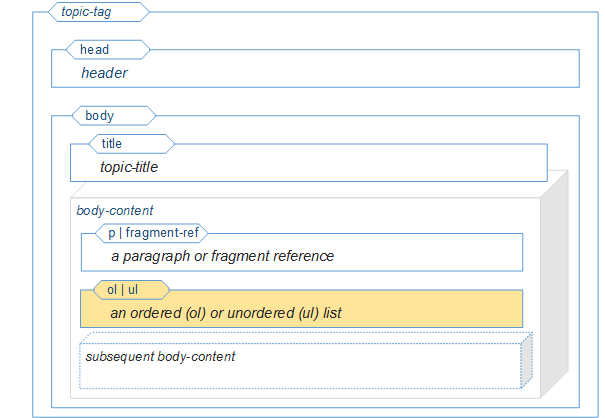 topic-tag
head
header
body
title
topic-title
body-content
p | fragment-ref
a paragraph or fragment reference
ol | ul
an ordered (ol) or unordered (ul) list
subsequent body-content